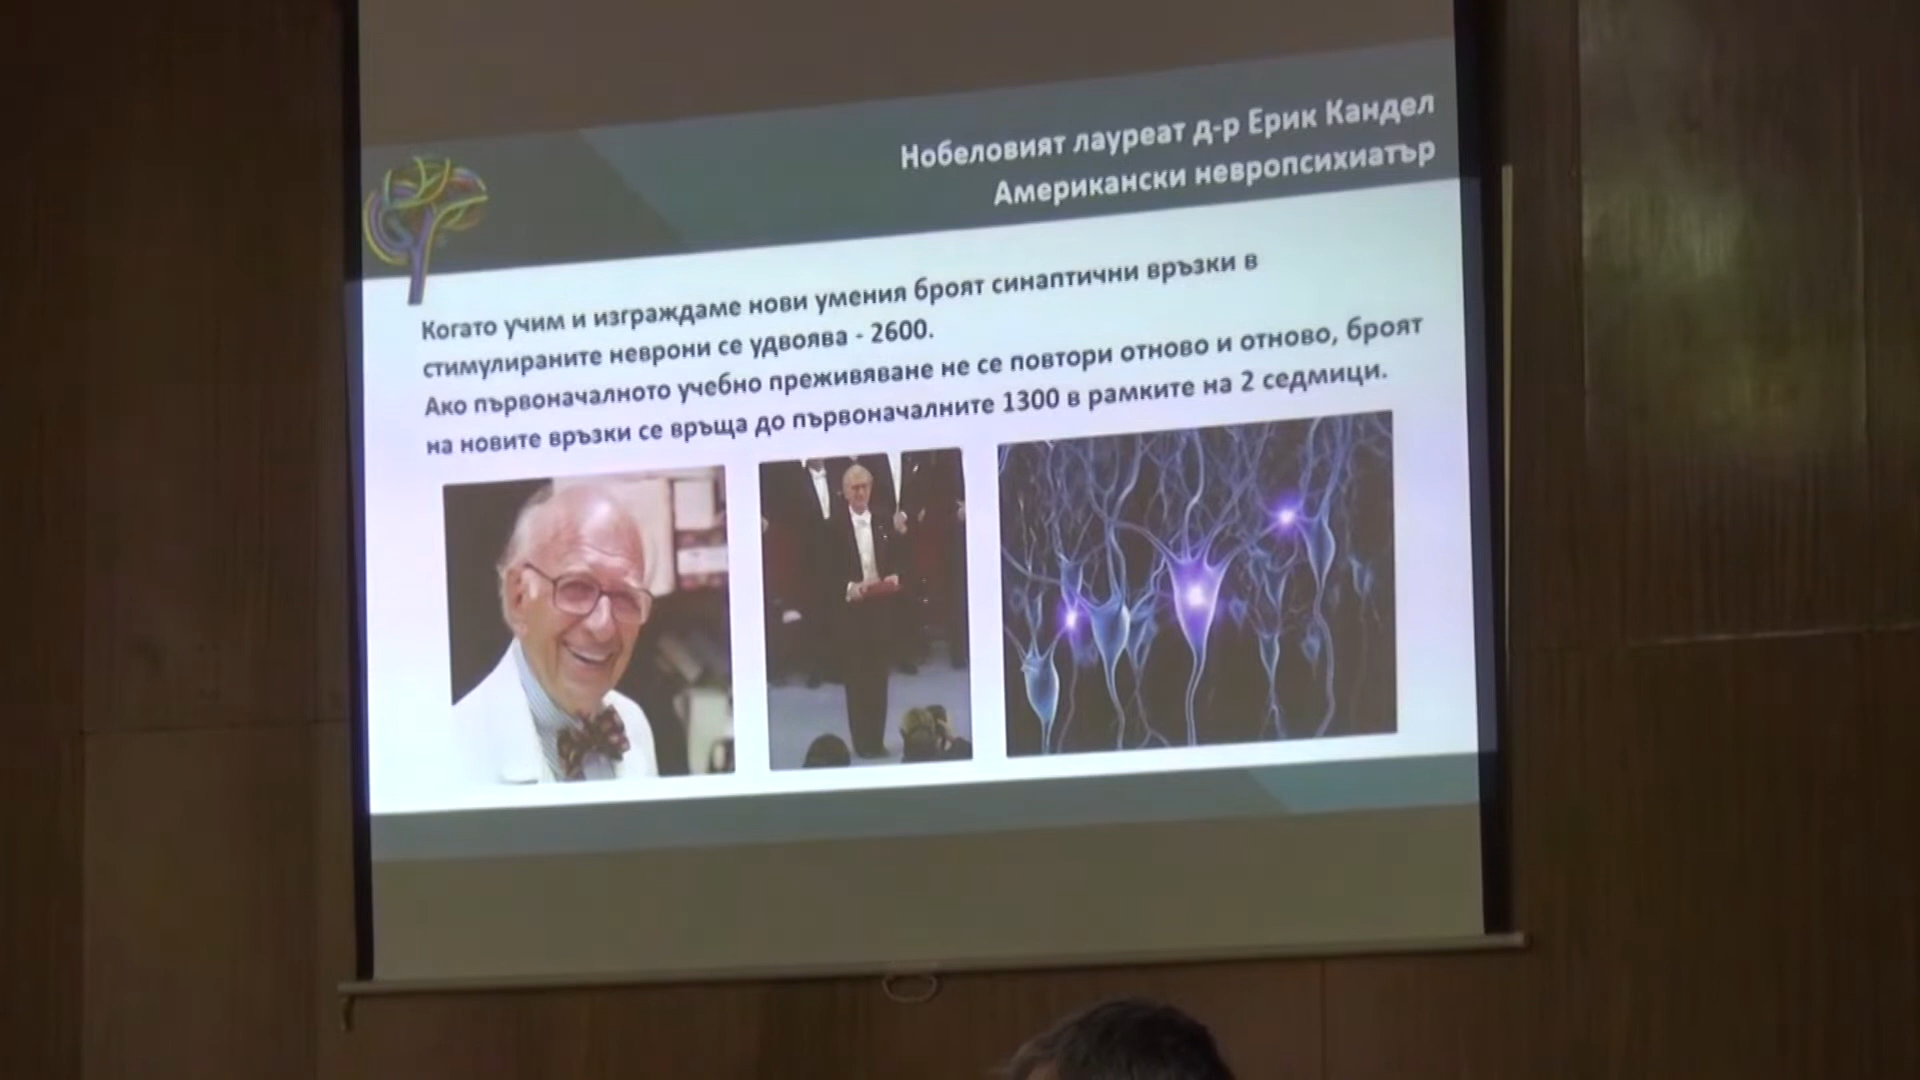 Нобеловият лауреат д-р Ерик Кандел
Американски невропсихиатър
Когато учим и изграждаме нови умения броят синаптични връзки в
стимулираните неврони се удвоява - 2600.
Ако първоначалното учебно преживяване не се повтори отново и отново, броят
на новите връзки се връща до първоначалните 1300 в рамките на 2 седмици.